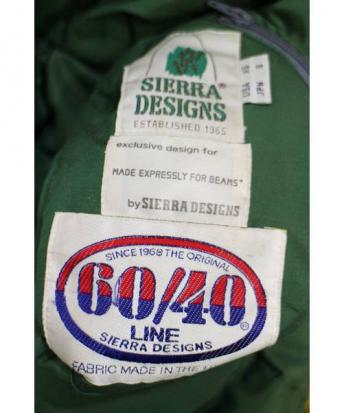 SIERRA
DESIGNS
ESTABLISHED 1965
USA XS
JPN S
exclusive design for
MADE EXPRESSLY FOR BEAMS"
by SIERRA DESIGNS
SINCE 1968 THE ORIGINAL
60/40®
LINE
SIERRA DESIGNS
FABRIC MADE IN THE